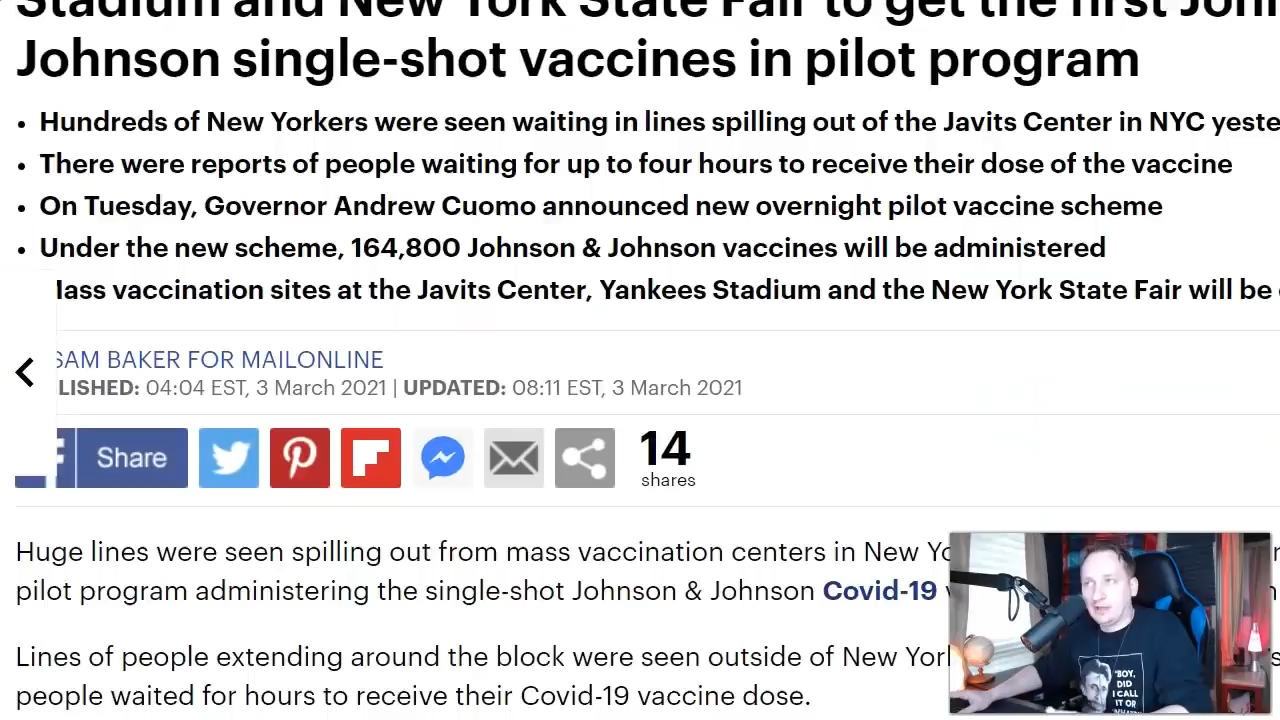 Stadium and New York State Fair to get the first
Johnson single-shot vaccines in pilot program
• Hundreds of New Yorkers were seen waiting in lines spilling out of the Javits Center in NYC
• There were reports of people waiting for up to four hours to receive their dose of the vaccine
• On Tuesday, Governor Andrew Cuomo announced new overnight pilot vaccine scheme
• Under the new scheme, 164,800 Johnson & Johnson vaccines will be administered
ass vaccination sites at the Javits Center, Yankees Stadium and the New York State Fair will be
SAM BAKER FOR MAILONLINE
LISHED: 04:04 EST, 3 March 2021 | UPDATED: 08:11 EST, 3 March 2021
Share
14
shares
Huge lines were seen spilling out from mass vaccination centers in New
pilot program administering the single-shot Johnson & Johnson Covid-19
Lines of people extending around the block were seen outside of New
people waited for hours to receive their Covid-19 vaccine dose.
"BOY,
DID
I CALL
IT OR